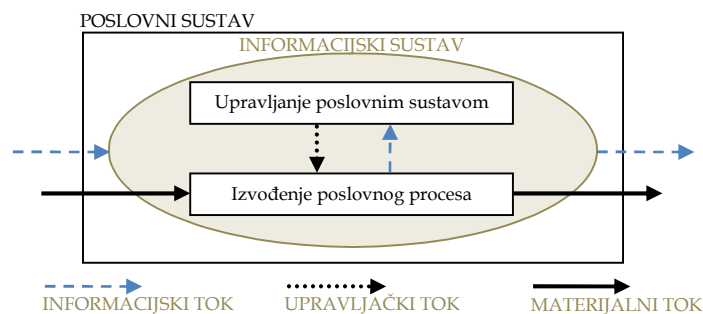 POSLOVNI SUSTAV
INFORMACIJSKI SUSTAV
Upravljanje poslovnim sustavom
Izvođenje poslovnog procesa
INFORMACIJSKI TOK
UPRAVLJAČKI TOK
MATERIJALNI TOK